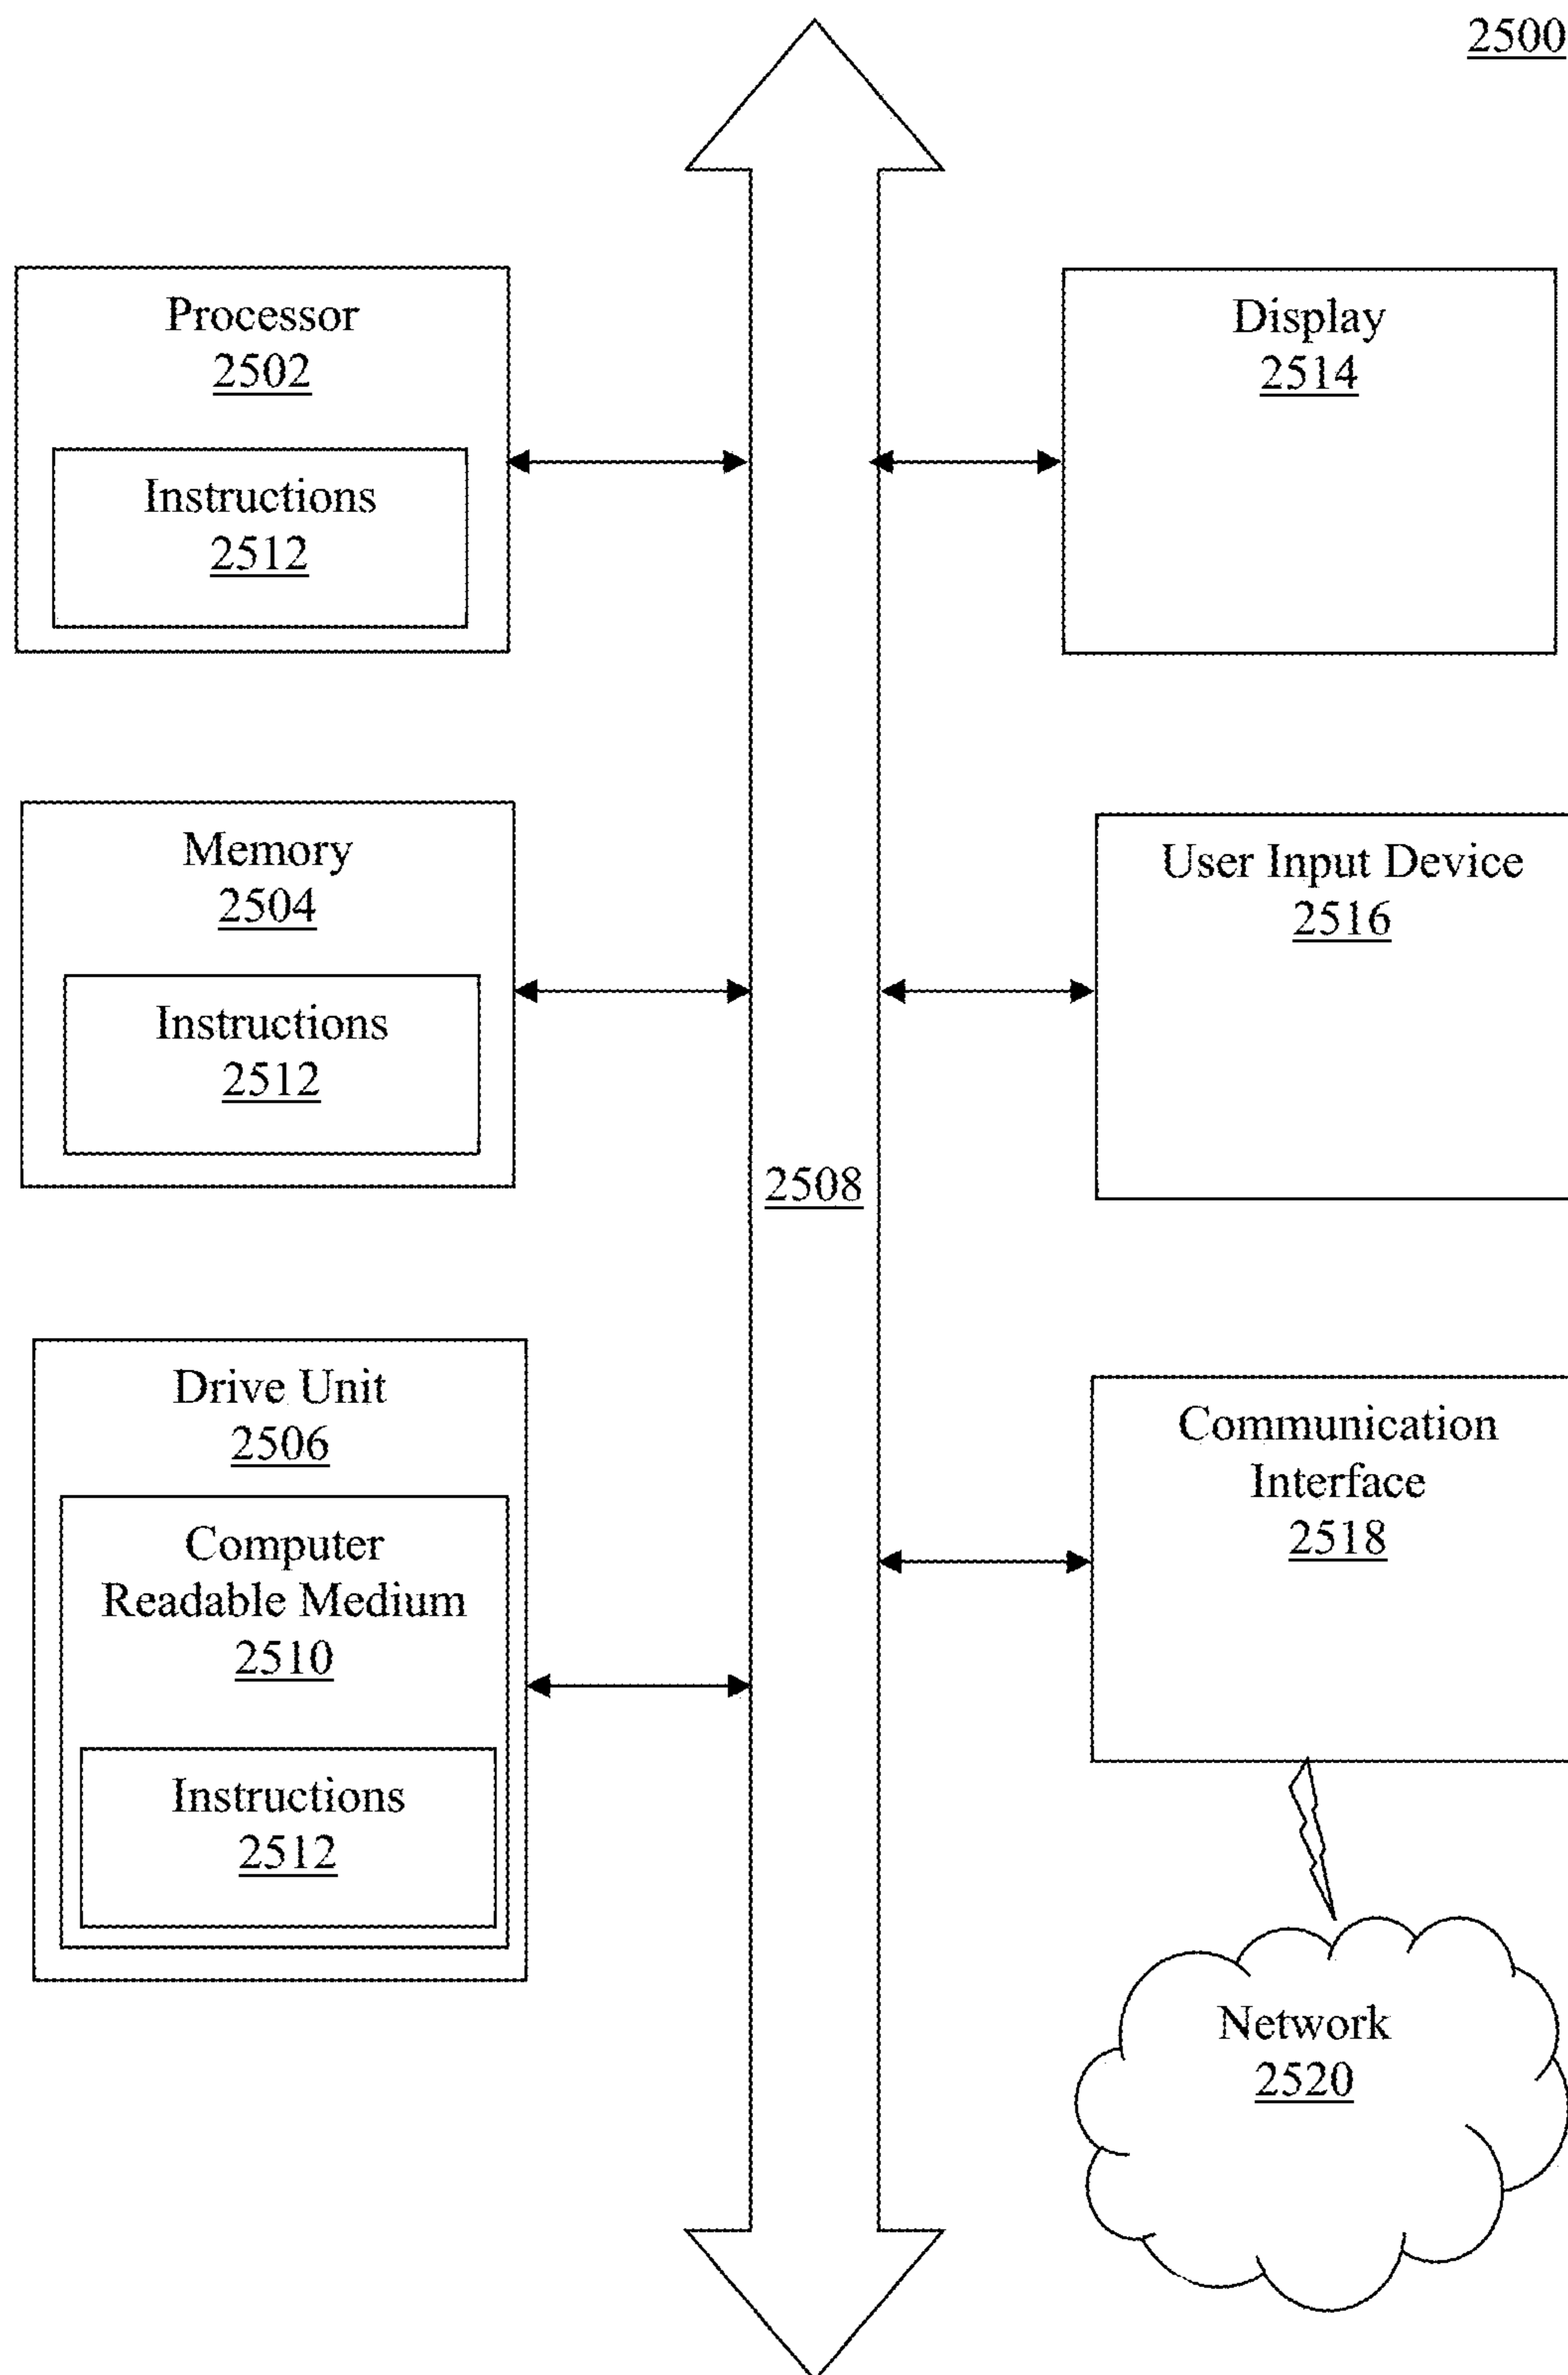 2500
Processor
2502
Instructions
2512
Display
2514
Memory
2504
Instructions
2512
User Input Device
2516
2508
Drive Unit
2506
Computer
Readable Medium
2510
Instructions
2512
Communication
Interface
2518
Network
2520